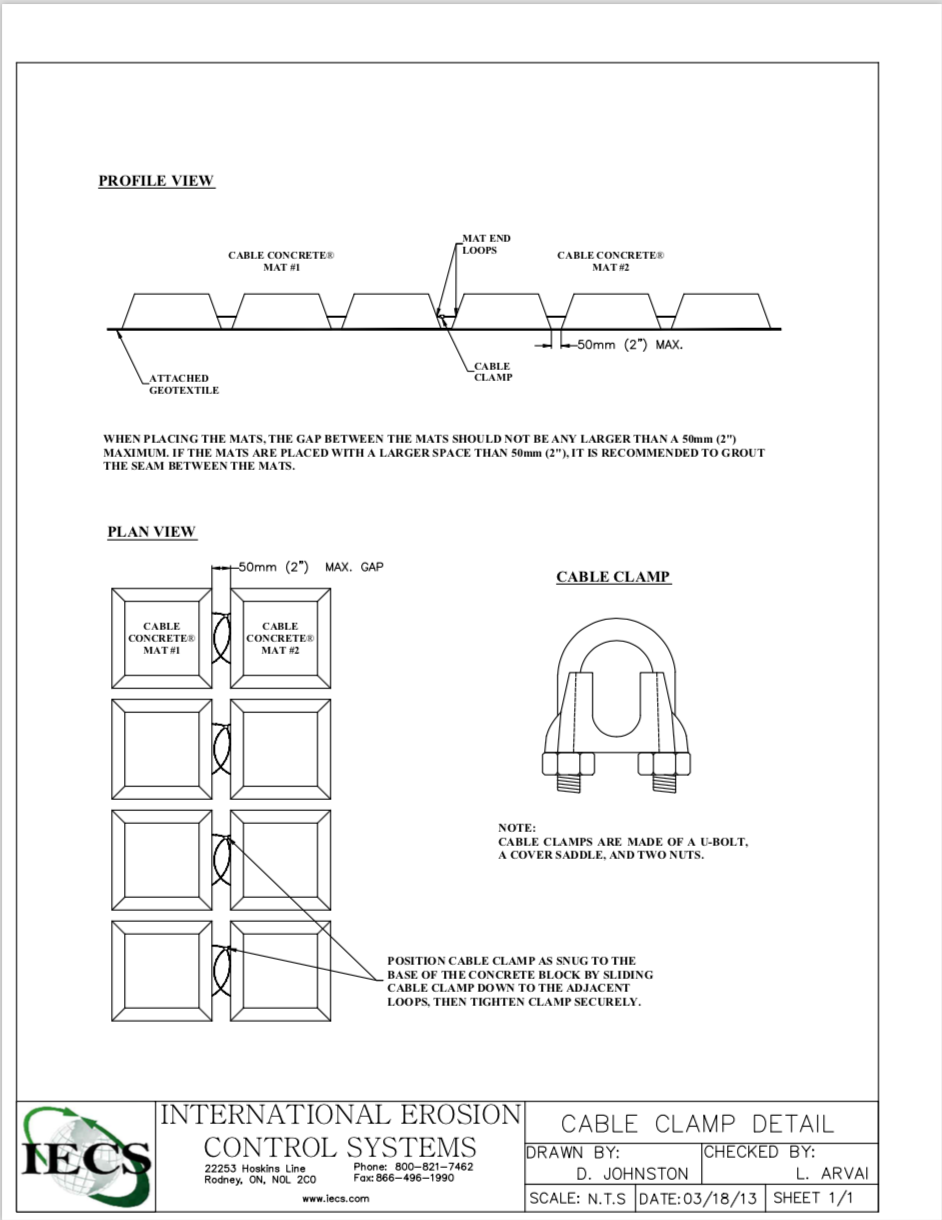 PROFILE VIEW
MAT END
LOOPS
CABLE CONCRETE®
MAT #1
CABLE CONCRETE®
MAT #2
50mm (2") MAX.
CABLE
CLAMP
ATTACHED
GEOTEXTILE
WHEN PLACING THE MATS, THE GAP BETWEEN THE MATS SHOULD NOT BE ANY LARGER THAN A 50mm (2")
MAXIMUM. IF THE MATS ARE PLACED WITH A LARGER SPACE THAN 50mm (2"), IT IS RECOMMENDED TO GROUT
THE SEAM BETWEEN THE MATS.
PLAN VIEW
50mm (2") MAX. GAP
CABLE
CONCRETE®
MAT #1
CABLE
CONCRETE®
MAT #2
CABLE CLAMP
NOTE:
CABLE CLAMPS ARE MADE OF A U-BOLT,
A COVER SADDLE, AND TWO NUTS.
POSITION CABLE CLAMP AS SNUG TO THE
BASE OF THE CONCRETE BLOCK BY SLIDING
CABLE CLAMP DOWN TO THE ADJACENT
LOOPS, THEN TIGHTEN CLAMP SECURELY.
IECS
INTERNATIONAL EROSION
CONTROL SYSTEMS
22253 Hoskins Line
Rodney, ON, N0L 2C0
Phone: 800-821-7462
Fax: 866-496-1990
www.iecs.com
CABLE CLAMP DETAIL
DRAWN BY:
D. JOHNSTON
CHECKED BY:
L. ARVAI
SCALE: N.T.S
DATE: 03/18/13
SHEET 1/1